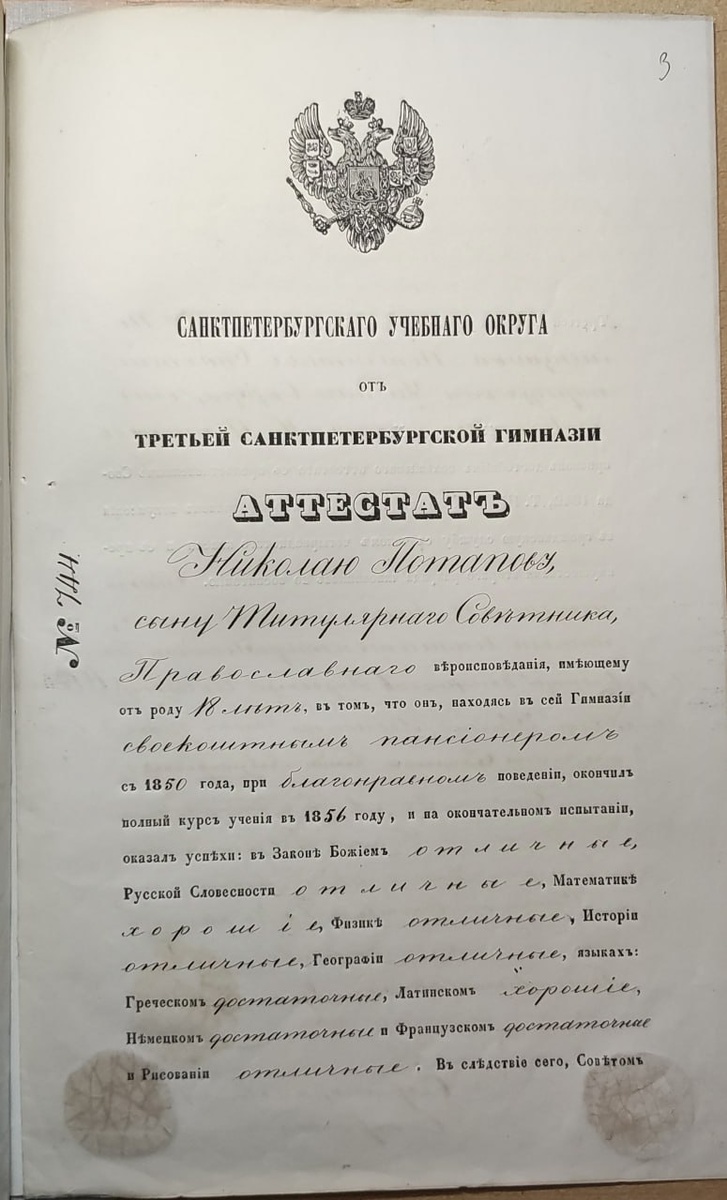 3
САНКТПЕТЕРБУРГСКАГО УЧЕБНАГО ОКРУГА
ОТЪ
ТРЕТЬЕЙ САНКТПЕТЕРБУРГСКОЙ ГИМНАЗІИ
АТТЕСТАТЪ
№ 744
Николаю Потапову,
сыну Титулярнаго Совѣтника,
Православнаго вѣроисповѣданія, имѣющему
отъ роду 18 лѣтъ, въ томъ, что онъ, находясь въ сей Гимназіи
своекоштнымъ пансіонеромъ
съ 1850 года, при благонравномъ поведеніи, окончилъ
полный курсъ ученія въ 1856 году, и на окончательномъ испытаніи,
оказалъ успѣхи: въ Законѣ Божіемъ отличные,
Русской Словесности отличные, Математикѣ
хорошіе, Физикѣ отличные, Исторіи
отличные, Географіи отличные, языкахъ:
Греческомъ достаточные, Латинскомъ хорошіе,
Нѣмецкомъ достаточные и Французскомъ достаточные
и Рисованіи отличные. Въ слѣдствіе сего, Совѣтомъ